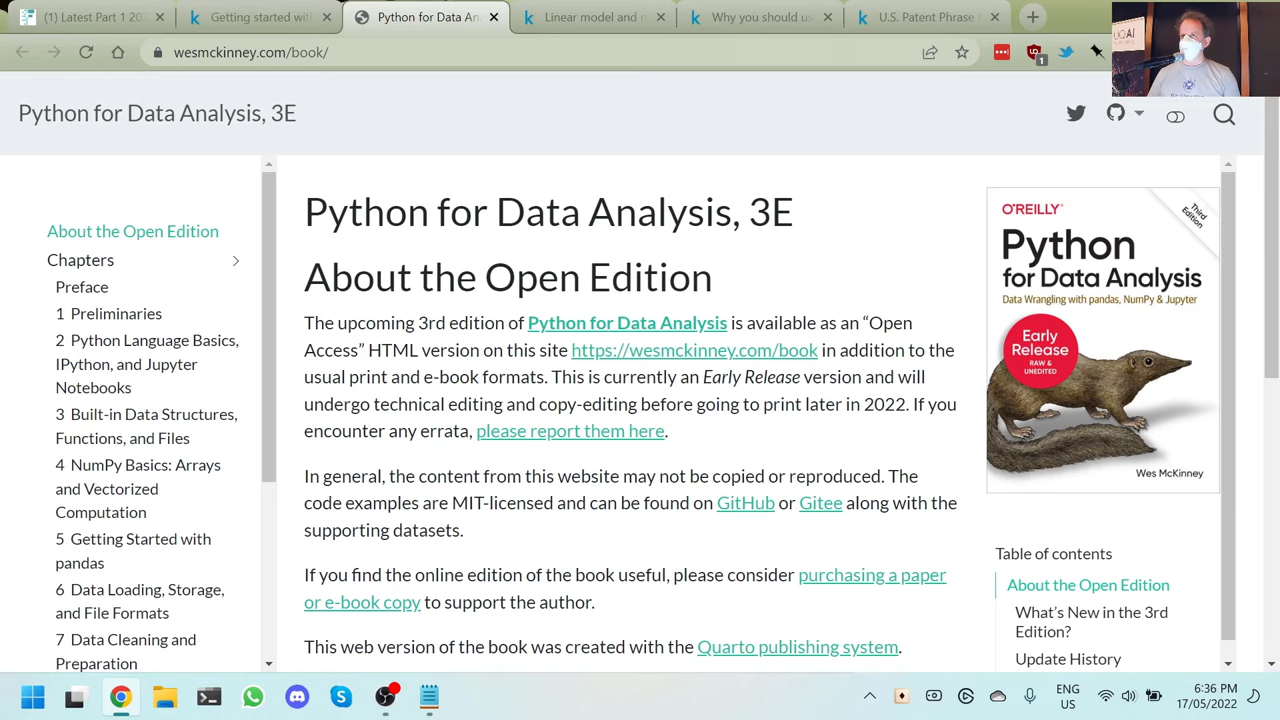 (1) Latest Part 1 20
Getting started wit
Python for Data An
Linear model and n
Why you should us
U.S. Patent Phrase
wesmckinney.com/book/
1
UQAI
Python for Data Analysis, 3E
About the Open Edition
Chapters
Preface
1 Preliminaries
2 Python Language Basics,
IPython, and Jupyter
Notebooks
3 Built-in Data Structures,
Functions, and Files
4 NumPy Basics: Arrays
and Vectorized
Computation
5 Getting Started with
pandas
6 Data Loading, Storage,
and File Formats
7 Data Cleaning and
Preparation
Python for Data Analysis, 3E
About the Open Edition
The upcoming 3rd edition of Python for Data Analysis is available as an “Open
Access” HTML version on this site https://wesmckinney.com/book in addition to the
usual print and e-book formats. This is currently an Early Release version and will
undergo technical editing and copy-editing before going to print later in 2022. If you
encounter any errata, please report them here.
In general, the content from this website may not be copied or reproduced. The
code examples are MIT-licensed and can be found on GitHub or Gitee along with the
supporting datasets.
If you find the online edition of the book useful, please consider purchasing a paper
or e-book copy to support the author.
This web version of the book was created with the Quarto publishing system.
O'REILLY
Third
Edition
Python
for Data Analysis
Data Wrangling with pandas, NumPy & Jupyter
Early
Release
RAW &
UNEDITED
Wes McKinney
Table of contents
About the Open Edition
What’s New in the 3rd
Edition?
Update History
ENG
US
6:36 PM
17/05/2022